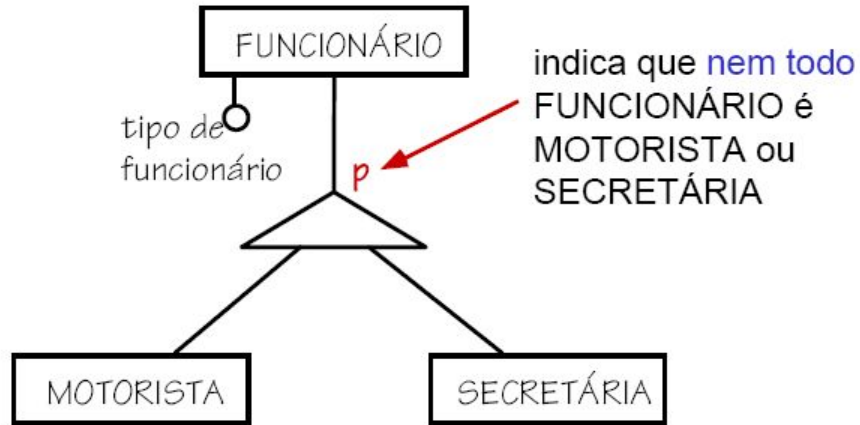 FUNCIONÁRIO
tipo de
funcionário
p
indica que nem todo
FUNCIONÁRIO é
MOTORISTA ou
SECRETÁRIA
MOTORISTA
SECRETÁRIA